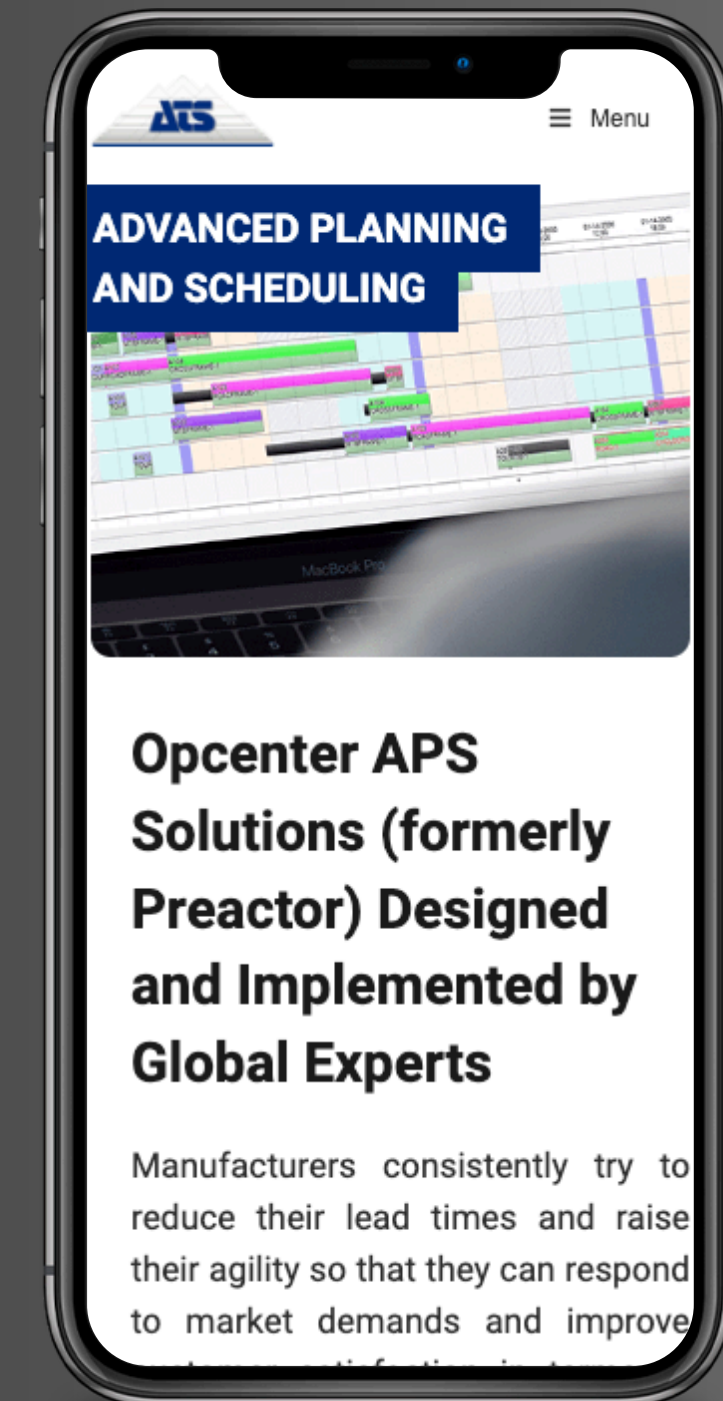 ATS
Menu
ADVANCED PLANNING
AND SCHEDULING
MacBook Pro
Opcenter APS
Solutions (formerly
Preactor) Designed
and Implemented by
Global Experts
Manufacturers consistently try to
reduce their lead times and raise
their agility so that they can respond
to market demands and improve